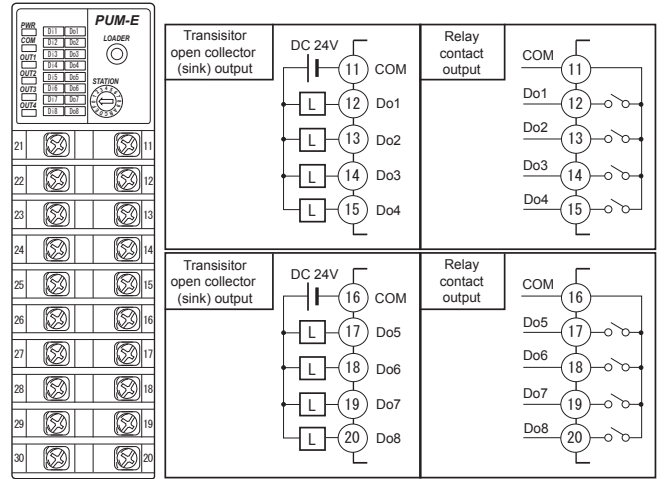 PUM-E
PWR
COM
OUT1
OUT2
OUT3
OUT4
Di1 Do1
Di2 Do2
Di3 Do3
Di4 Do4
Di5 Do5
Di6 Do6
Di7 Do7
Di8 Do8
LOADER
STATION
21 11
22 12
23 13
24 14
25 15
26 16
27 17
28 18
29 19
30 20
Transisitor
open collector
(sink) output
DC 24V
11 COM
L 12 Do1
L 13 Do2
L 14 Do3
L 15 Do4
Relay
contact
output
COM 11
Do1 12
Do2 13
Do3 14
Do4 15
Transisitor
open collector
(sink) output
DC 24V
16 COM
L 17 Do5
L 18 Do6
L 19 Do7
L 20 Do8
Relay
contact
output
COM 16
Do5 17
Do6 18
Do7 19
Do8 20